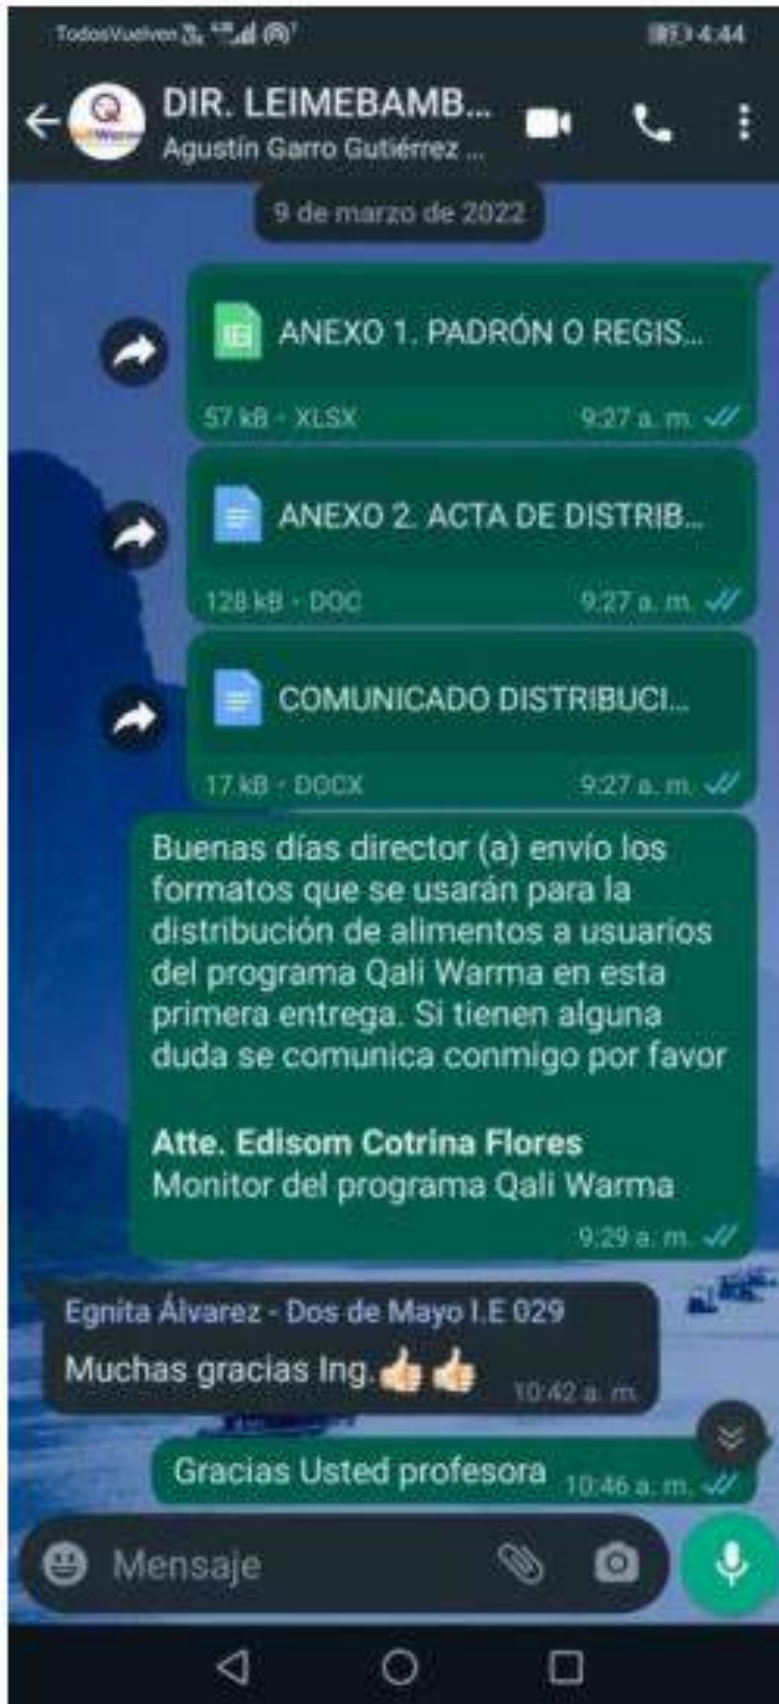 TodosVuelven
4:44
DIR. LEIMEBAMB...
Agustín Garro Gutiérrez ...
9 de marzo de 2022
ANEXO 1. PADRÓN O REGIS...
57 kB · XLSX 9:27 a. m.
ANEXO 2. ACTA DE DISTRIB...
128 kB · DOC 9:27 a. m.
COMUNICADO DISTRIBUCI...
17 kB · DOCX 9:27 a. m.
Buenas días director (a) envío los
formatos que se usarán para la
distribución de alimentos a usuarios
del programa Qali Warma en esta
primera entrega. Si tienen alguna
duda se comunica conmigo por favor
Atte. Edisom Cotrina Flores
Monitor del programa Qali Warma
9:29 a. m.
Egnita Álvarez - Dos de Mayo I.E 029
Muchas gracias Ing.👍🏻👍🏻 10:42 a. m.
Gracias Usted profesora 10:46 a. m.
Mensaje